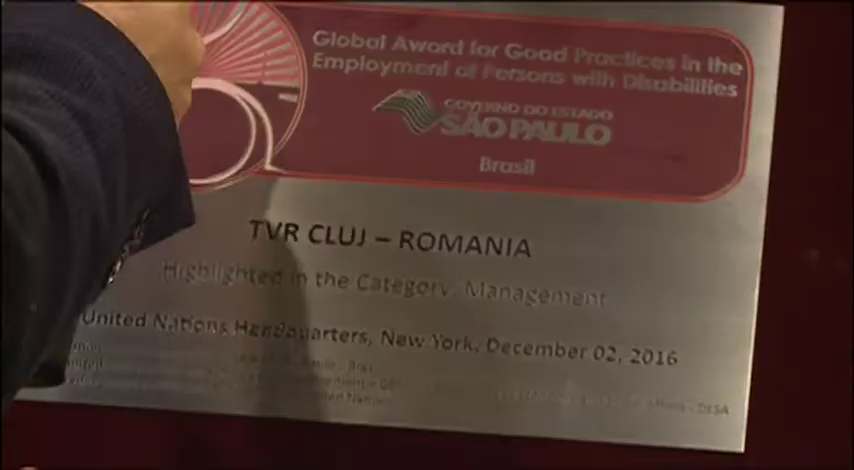 Global Award for Good Practices in the
Employment of Persons with Disabilities
GOVERNO DO ESTADO
SÃO PAULO
Brasil
TVR CLUJ – ROMANIA
Highlighted in the Category: Management
United Nations Headquarters, New York, December 02, 2016
DESA